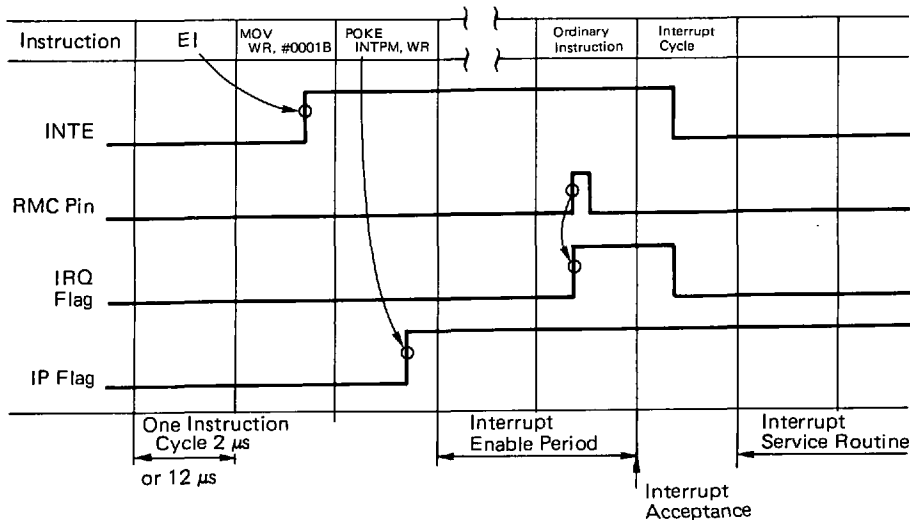 Instruction
EI
MOV
WR, #0001B
POKE
INTPM, WR
Ordinary
Instruction
Interrupt
Cycle
INTE
RMC Pin
IRQ
Flag
IP Flag
One Instruction
Cycle 2 μs
or 12 μs
Interrupt
Enable Period
Interrupt
Service Routine
Interrupt
Acceptance